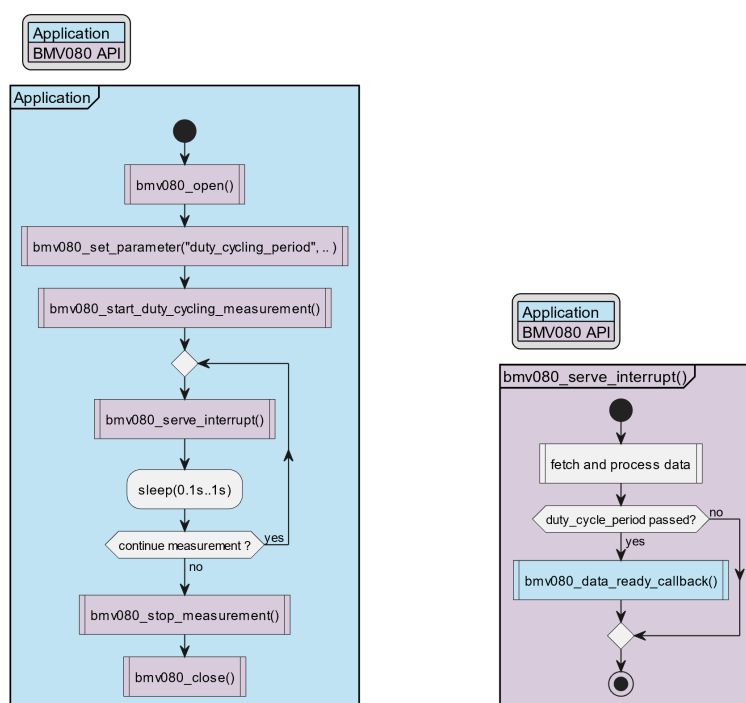 Application
BMV080 API
Application
bmv080_open()
bmv080_set_parameter("duty_cycling_period", .. )
bmv080_start_duty_cycling_measurement()
bmv080_serve_interrupt()
sleep(0.1s..1s)
continue measurement ?
yes
no
bmv080_stop_measurement()
bmv080_close()
Application
BMV080 API
bmv080_serve_interrupt()
fetch and process data
duty_cycle_period passed?
no
yes
bmv080_data_ready_callback()